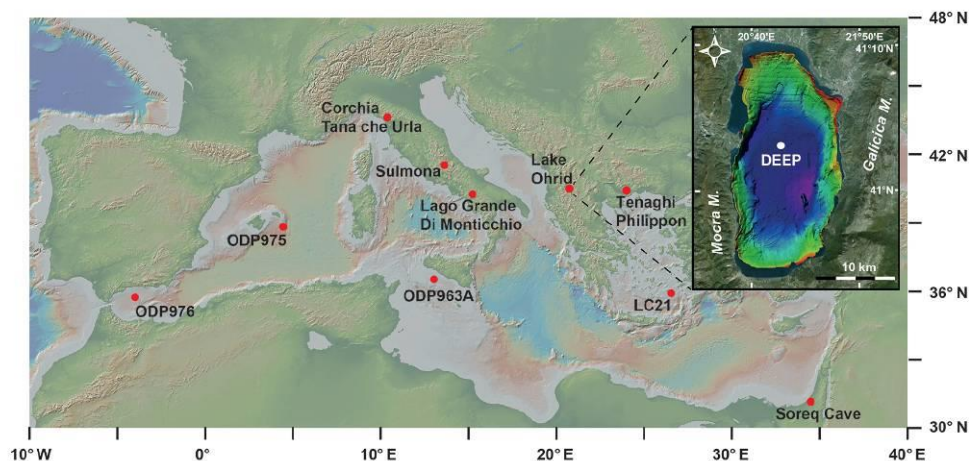 48° N
20°40'E
21°50'E
41°10'N
Galicica M.
Corchia
Tana che Urla
DEEP
Lake
Ohrid
42° N
Sulmona
41°N
Lago Grande
Di Monticchio
Tenaghi
Philippon
Mocra M.
ODP975
10 km
ODP963A
LC21
36° N
ODP976
Soreq Cave
30° N
10° W
0°
10° E
20° E
30° E
40° E